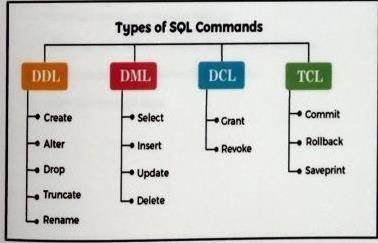 Types of SQL Commands
DDL
DML
DCL
TCL
Create
Alter
Drop
Truncate
Rename
Select
Insert
Update
Delete
Grant
Revoke
Commit
Rollback
Saveprint